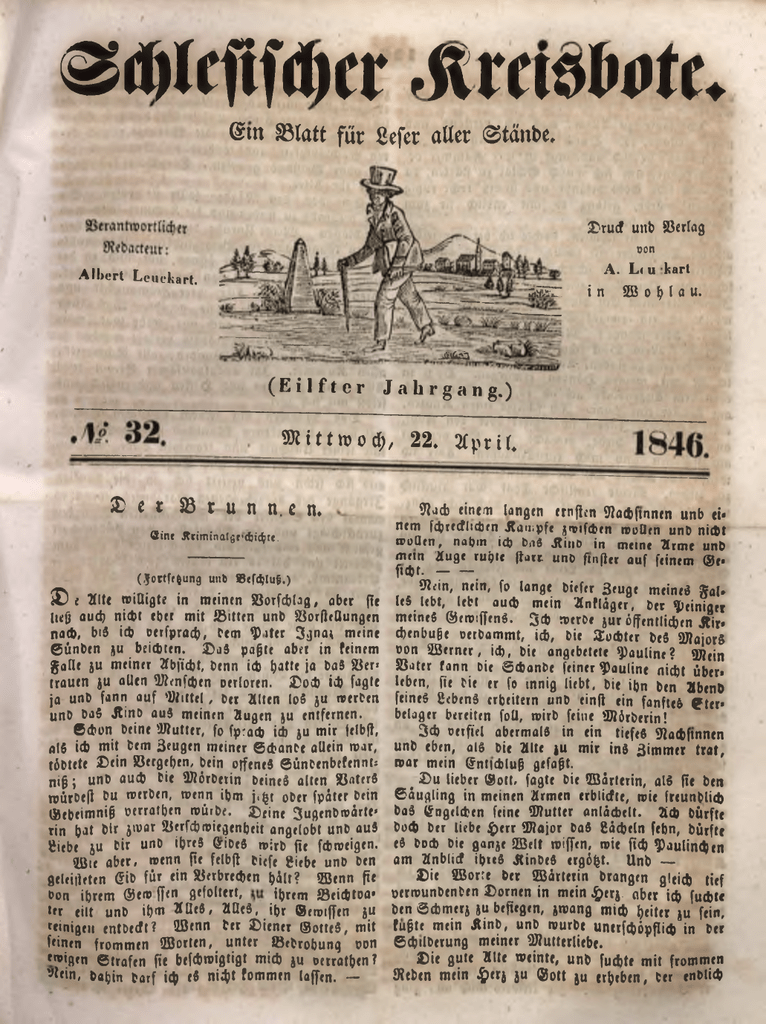 Schlesischer Kreisbote.
Ein Blatt für Leser aller Stände.
Verantwortlicher
Redacteur:
Albert Leuckart.
Druck und Verlag
von
A. Leuckart
in Wohlau.
(Eilfter Jahrgang.)
№ 32.
Mittwoch, 22. April.
1846.
Der Brunnen.
Eine Kriminalgeschichte
(Fortsetzung und Beschluß.)
Die Alte willigte in meinen Vorschlag, aber sie
ließ auch nicht eher mit Bitten und Vorstellungen
nach, bis ich versprach, dem Pater Ignaz meine
Sünden zu beichten. Das paßte aber in keinem
Falle zu meiner Absicht, denn ich hatte ja das Ver-
trauen zu allen Menschen verloren. Doch ich sagte
ja und sann auf Mittel, der Alten los zu werden
und das Kind aus meinen Augen zu entfernen.
Schon deine Mutter, so sprach ich zu mir selbst,
als ich mit dem Zeugen meiner Schande allein war,
tödtete Dein Vergehen, dein offenes Sündenbekennt-
niß; und auch die Mörderin deines alten Vaters
würdest du werden, wenn ihm jetzt oder später dein
Geheimniß verrathen würde. Deine Jugendwärte-
rin hat dir zwar Verschwiegenheit angelobt und aus
Liebe zu dir und ihres Eides wird sie schweigen.
Wie aber, wenn sie selbst diese Liebe und den
geleisteten Eid für ein Verbrechen hält? Wenn sie
von ihrem Gewissen gefoltert, zu ihrem Beichtva-
ter eilt und ihm Alles, Alles, ihr Gewissen zu
reinigen entdeckt? Wenn der Diener Gottes, mit
seinen frommen Worten, unter Bedrohung von
ewigen Strafen sie beschwigtigt mich zu verrathen?
Nein, dahin darf ich es nicht kommen lassen. —
Nach einem langen ernsten Nachsinnen unb ei-
nem schrecklichen Kampfe zwischen wollen und nicht
wollen, nahm ich das Kind in meine Arme und
mein Auge ruhte starr und finster auf seinem Ge-
sicht. — —
Nein, nein, so lange dieser Zeuge meines Fal-
les lebt, lebt auch mein Ankläger, der Peiniger
meines Gewissens. Ich werde zur öffentlichen Kir-
chenbuße verdammt, ich, die Tochter des Majors
von Werner, ich, die angebetete Pauline? Mein
Vater kann die Schande seiner Pauline nicht über-
leben, sie die er so innig liebt, die ihn den Abend
seines Lebens erheitern und einst ein sanftes Ster-
belager bereiten soll, wird seine Mörderin!
Ich verfiel abermals in ein tiefes Nachsinnen
und eben, als die Alte zu mir ins Zimmer trat,
war mein Entschluß gefaßt.
Du lieber Gott, sagte die Wärterin, als sie den
Säugling in meinen Armen erblickte, wie freundlich
das Engelchen seine Mutter anlächelt. Ach dürfte
doch der liebe Herr Major das Lächeln sehn, dürfte
es doch die ganze Welt wissen, wie sich Paulinchen
am Anblick ihres Kindes ergötzt. Und —
Die Worte der Wärterin drangen gleich tief
verwundenden Dornen in mein Herz aber ich suchte
den Schmerz zu besiegen, zwang mich heiter zu sein,
küßte mein Kind, und wurde unerschöpflich in der
Schilderung meiner Mutterliebe.
Die gute Alte weinte, und suchte mit frommen
Reden mein Herz zu Gott zu erheben, der endlich